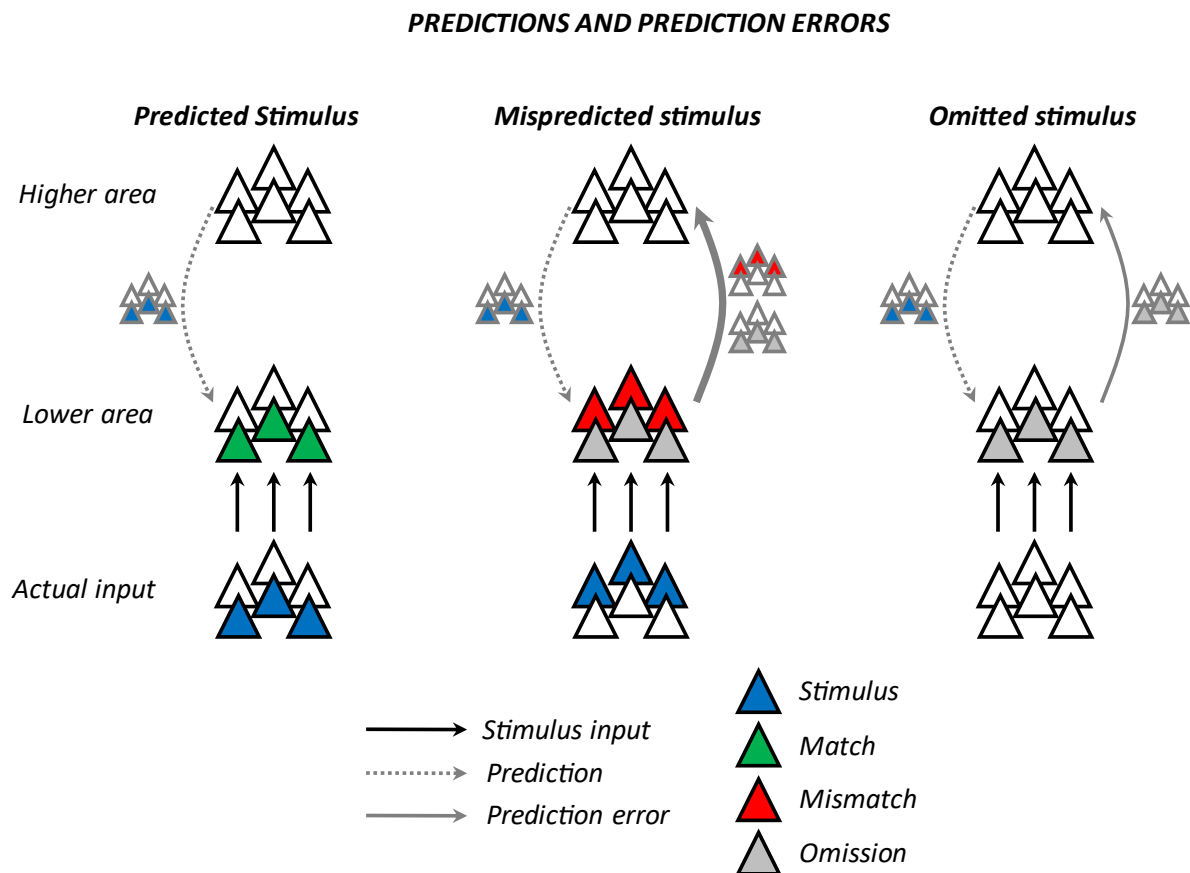 PREDICTIONS AND PREDICTION ERRORS
Predicted Stimulus
Mispredicted stimulus
Omitted stimulus
Higher area
Lower area
Actual input
Stimulus input
Prediction
Prediction error
Stimulus
Match
Mismatch
Omission